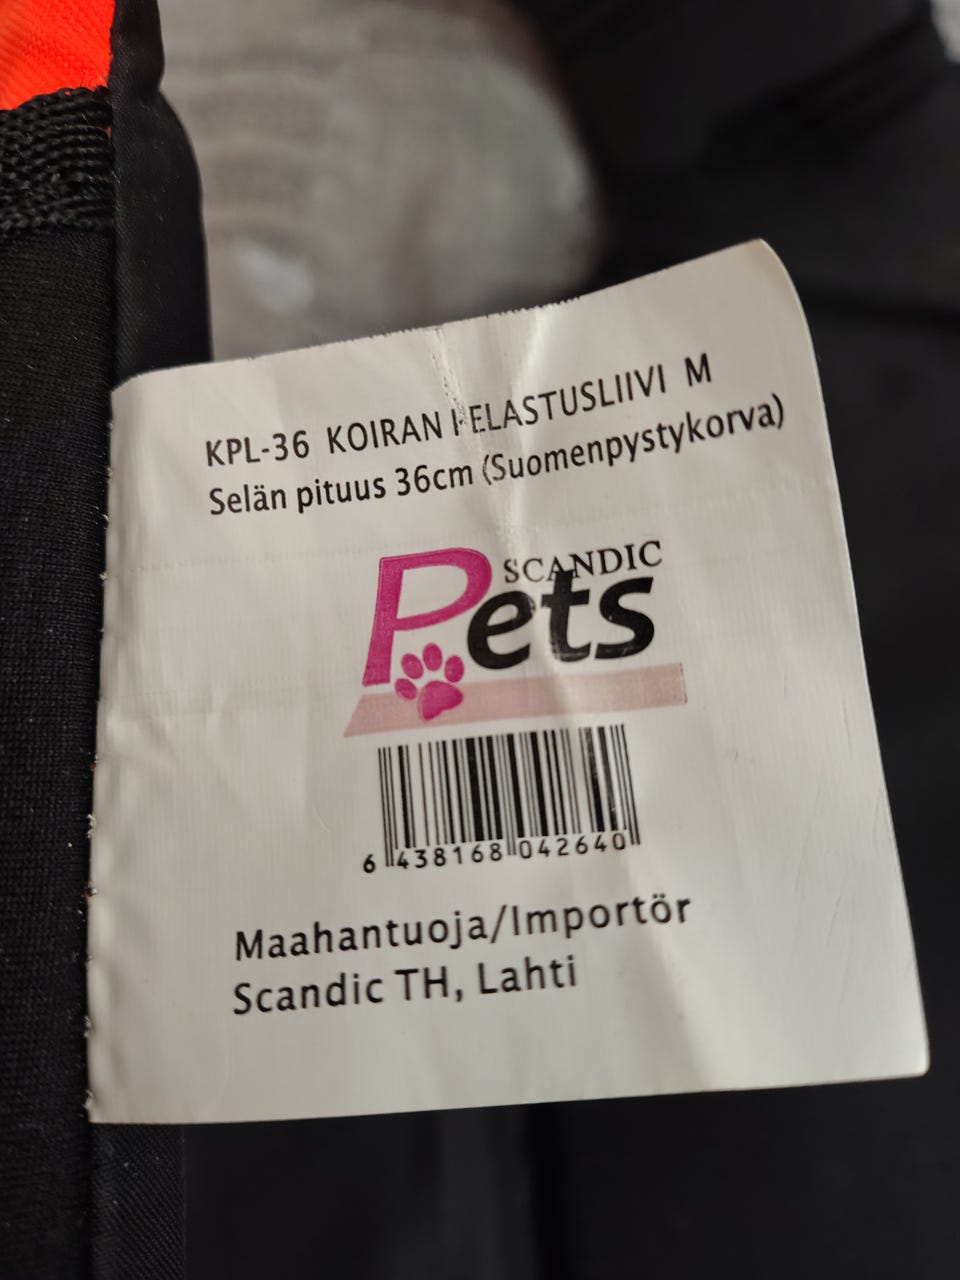 KPL-36 KOIRAN PELASTUSLIIVI M
Selän pituus 36cm (Suomenpystykorva)
SCANDIC
Pets
6 438168 042640
Maahantuoja/Importör
Scandic TH, Lahti